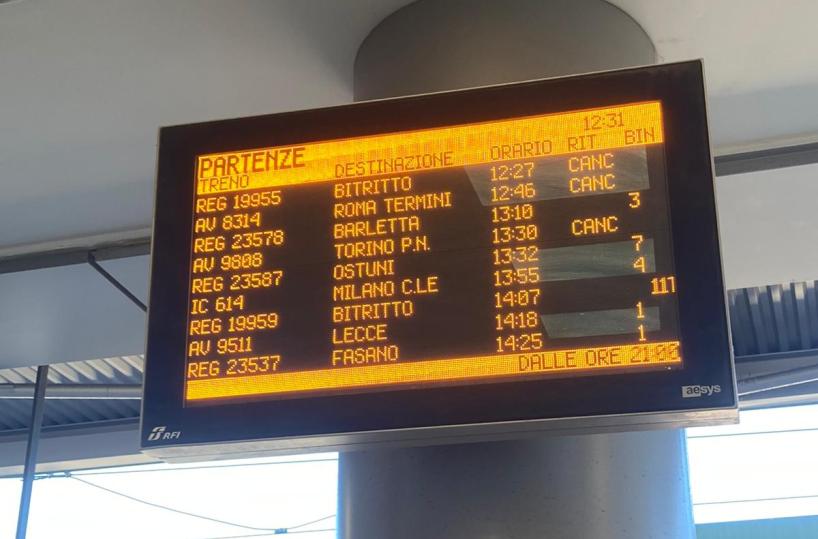 12:31
PARTENZE
TRENO DESTINAZIONE ORARIO RIT BIN
REG 19955 BITRITTO 12:27 CANC
AV 8314 ROMA TERMINI 12:46 CANC
REG 23578 BARLETTA 13:10 3
AV 9808 TORINO P.N. 13:30 CANC
REG 23587 OSTUNI 13:32 7
IC 614 MILANO C.LE 13:55 4
REG 19959 BITRITTO 14:07 111
AV 9511 LECCE 14:18 1
REG 23537 FASANO 14:25 1
DALLE ORE 21:00
aesys
RFI